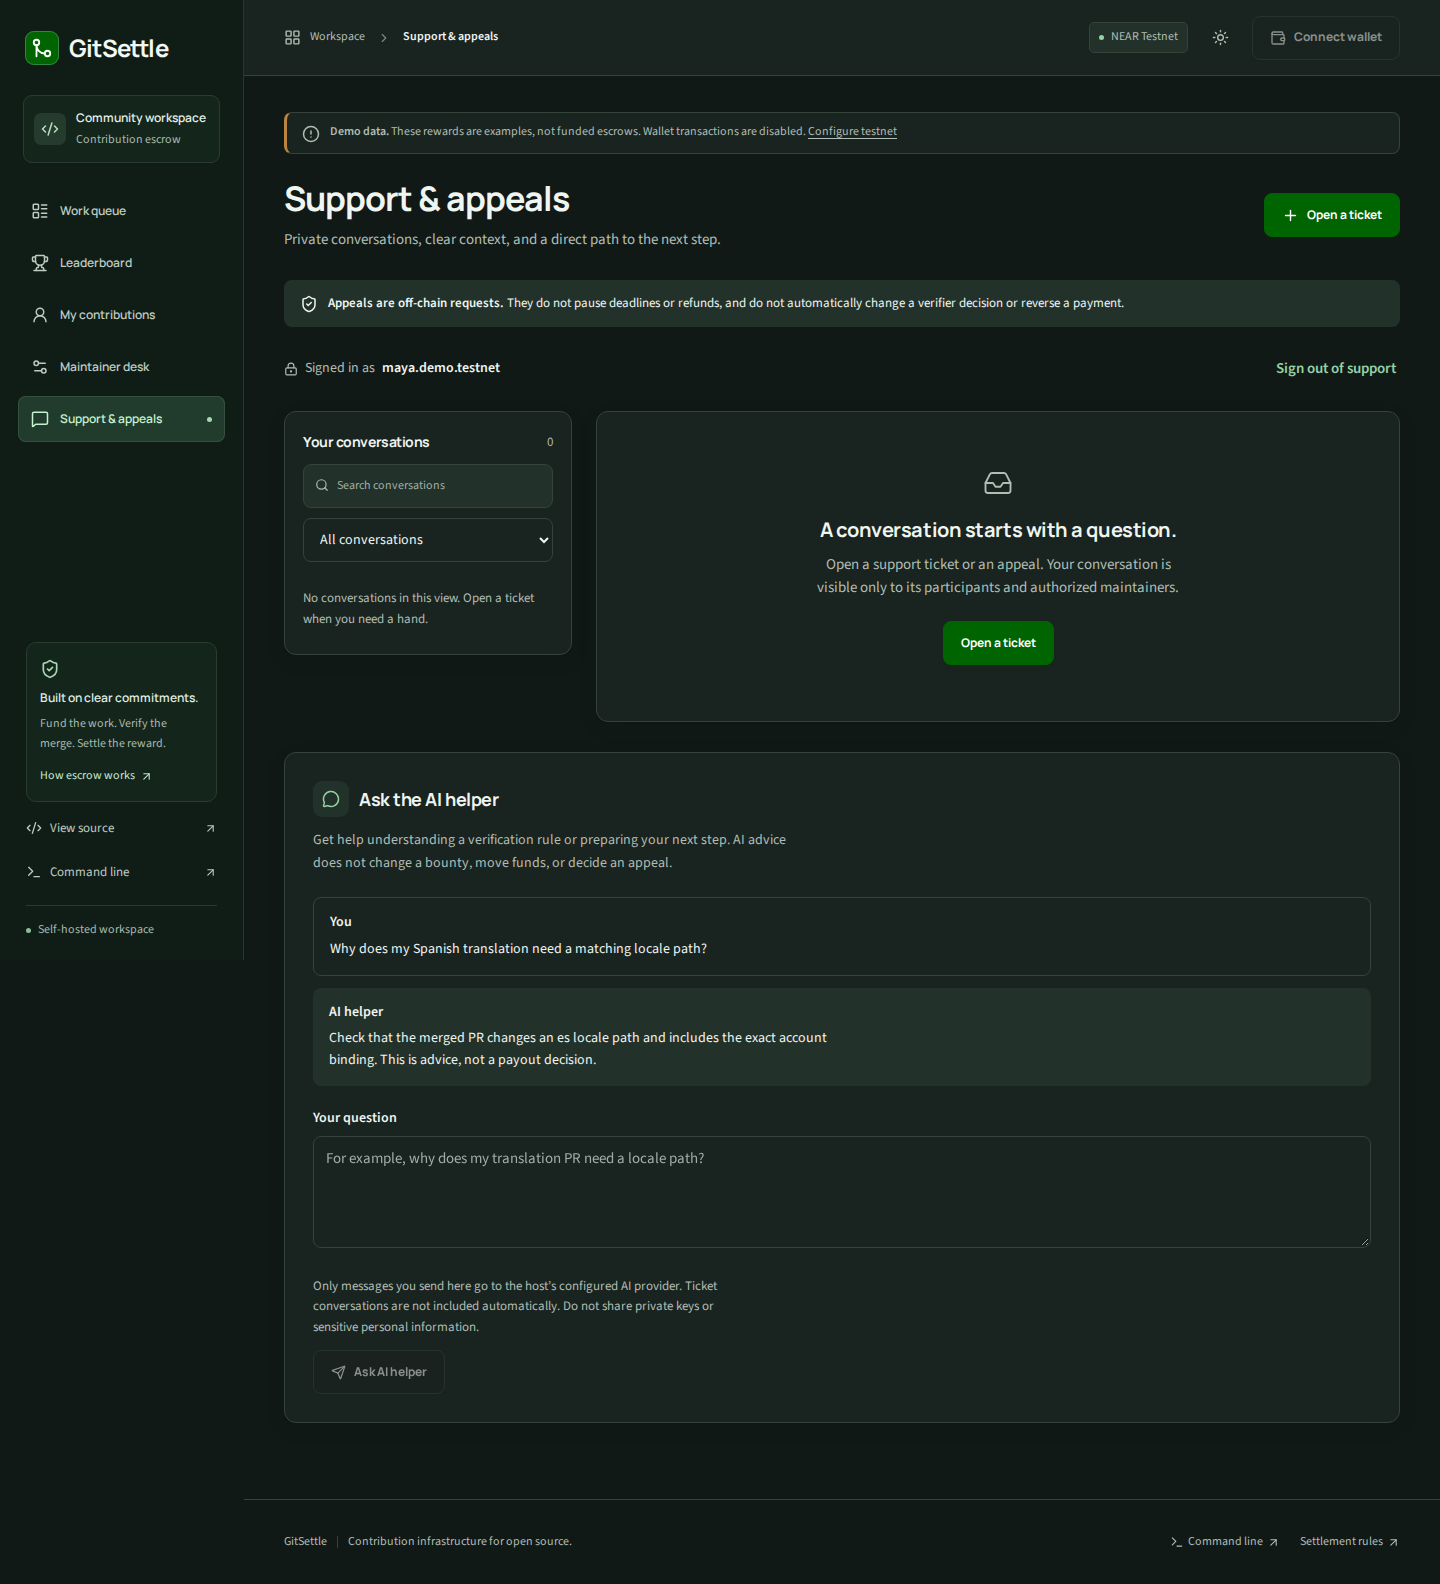 GitSettle
Community workspace
Contribution escrow
Work queue
Leaderboard
My contributions
Maintainer desk
Support & appeals
Built on clear commitments.
Fund the work. Verify the
merge. Settle the reward.
How escrow works
View source
Command line
Self-hosted workspace
Workspace
Support & appeals
NEAR Testnet
Connect wallet
Demo data. These rewards are examples, not funded escrows. Wallet transactions are disabled. Configure testnet
Support & appeals
Private conversations, clear context, and a direct path to the next step.
Open a ticket
Appeals are off-chain requests. They do not pause deadlines or refunds, and do not automatically change a verifier decision or reverse a payment.
Signed in as maya.demo.testnet
Sign out of support
Your conversations
0
Search conversations
All conversations
No conversations in this view. Open a ticket
when you need a hand.
A conversation starts with a question.
Open a support ticket or an appeal. Your conversation is
visible only to its participants and authorized maintainers.
Open a ticket
Ask the AI helper
Get help understanding a verification rule or preparing your next step. AI advice
does not change a bounty, move funds, or decide an appeal.
You
Why does my Spanish translation need a matching locale path?
AI helper
Check that the merged PR changes an es locale path and includes the exact account
binding. This is advice, not a payout decision.
Your question
For example, why does my translation PR need a locale path?
Only messages you send here go to the host's configured AI provider. Ticket
conversations are not included automatically. Do not share private keys or
sensitive personal information.
Ask AI helper
GitSettle
Contribution infrastructure for open source.
Command line
Settlement rules